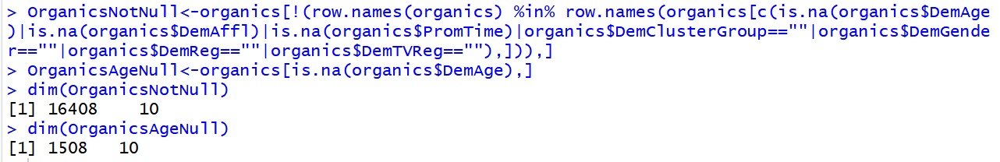 > OrganicsNotNull<-organics[!(row.names(organics) %in% row.names(organics[c(is.na(organics$DemAge
)|is.na(organics$DemAffl)|is.na(organics$PromTime)|organics$DemClusterGroup==""|organics$DemGende
r==""|organics$DemReg==""|organics$DemTVReg==""),])),]
> OrganicsAgeNull<-organics[is.na(organics$DemAge),]
> dim(OrganicsNotNull)
[1] 16408    10
> dim(OrganicsAgeNull)
[1] 1508   10